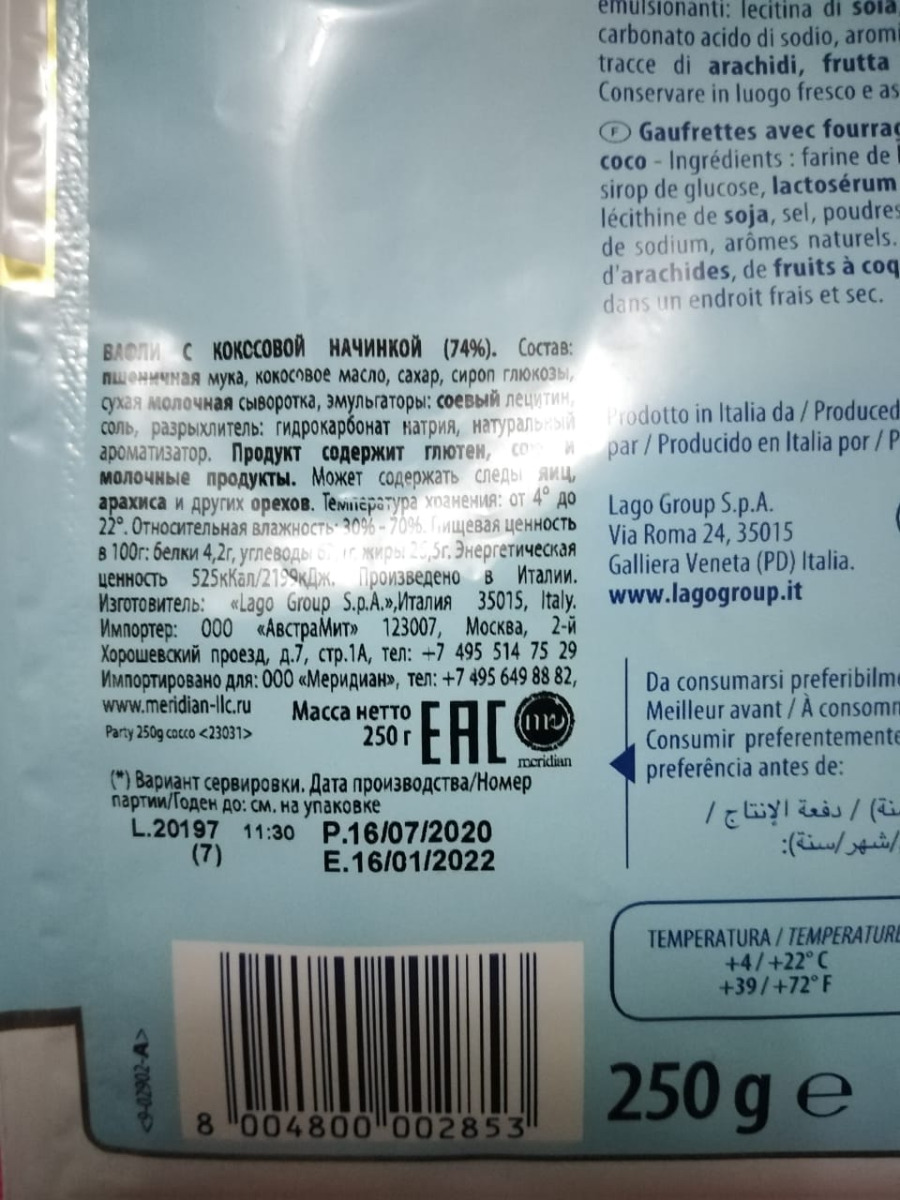 emulsionanti: lecitina di soia
carbonato acido di sodio, aromi
tracce di arachidi, frutta
Conservare in luogo fresco e as
F Gaufrettes avec fourrag
coco - Ingrédients : farine de
sirop de glucose, lactosérum
lécithine de soja, sel, poudres
de sodium, arômes naturels.
d'arachides, de fruits à coq
dans un endroit frais et sec.
ВАФЛИ С КОКОСОВОЙ НАЧИНКОЙ (74%). Состав:
пшеничная мука, кокосовое масло, сахар, сироп глюкозы,
сухая молочная сыворотка, эмульгаторы: соевый лецитин,
соль, разрыхлитель: гидрокарбонат натрия, натуральный
ароматизатор. Продукт содержит глютен, и
молочные продукты. Может содержать следы яиц,
арахиса и других орехов. Температура хранения: от 4° до
22°. Относительная влажность: 30% - 70%. Пищевая ценность
в 100г: белки 4,2г, углеводы жиры Энергетическая
ценность 525кКал/2199кДж. Произведено в Италии.
Изготовитель: «Lago Group S.p.A.»,Италия 35015, Italy.
Импортер: ООО «АвстраМит» 123007, Москва, 2-й
Хорошевский проезд, д.7, стр.1А, тел: +7 495 514 75 29
Импортировано для: ООО «Меридиан», тел: +7 495 649 88 82,
www.meridian-llc.ru
Party 250g cocco <23031>
Масса нетто
250 г
EAC
m
meridian
(*) Вариант сервировки. Дата производства/Номер
партии/Годен до: см. на упаковке
L.20197 11:30 P.16/07/2020
(7) E.16/01/2022
<9-02902-A>
8 004800 002853
Prodotto in Italia da / Produced
par / Producido en Italia por / P
Lago Group S.p.A.
Via Roma 24, 35015
Galliera Veneta (PD) Italia.
www.lagogroup.it
Da consumarsi preferibilme
Meilleur avant / À consomm
Consumir preferentemente
preferência antes de:
سنة) / دفعة الإنتاج /
/شهر/سنة):
TEMPERATURA / TEMPERATURE
+4 / +22° C
+39 / +72° F
250 g e